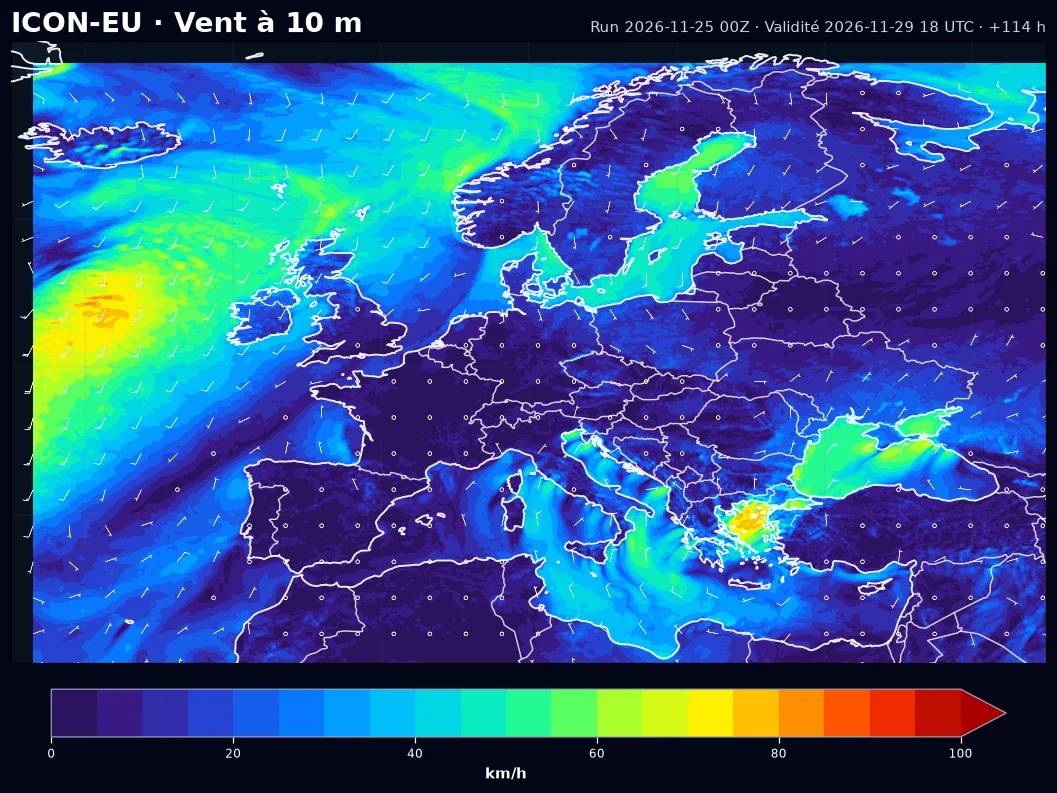 ICON-EU · Vent à 10 m
Run 2026-11-25 00Z · Validité 2026-11-29 18 UTC · +114 h
0 20 40 60 80 100
km/h